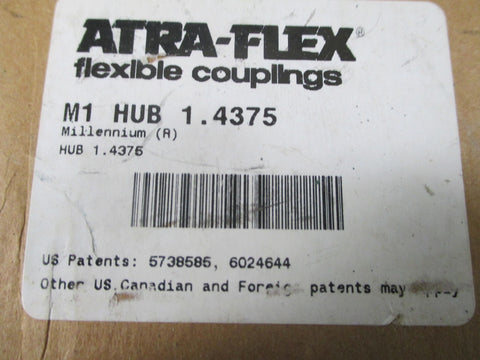 ATRA-FLEX®
flexible couplings
M1 HUB 1.4375
Millennium (R)
HUB 1.4375
US Patents: 5738585, 6024644
Other US,Canadian and Foreign patents may apply